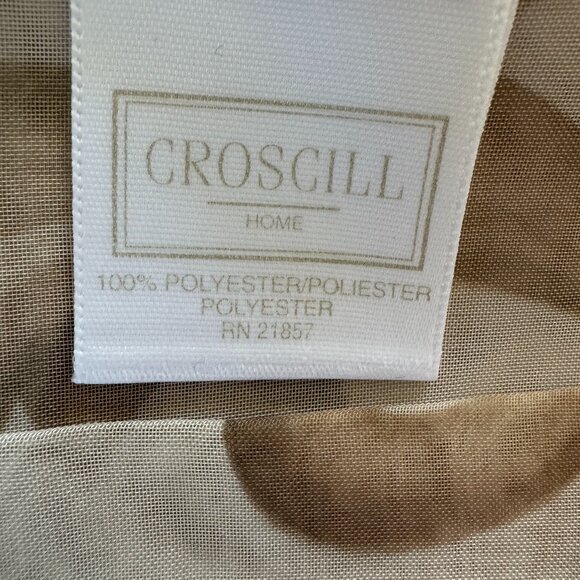 CROSCILL
HOME
100% POLYESTER/POLIESTER
POLYESTER
RN 21857